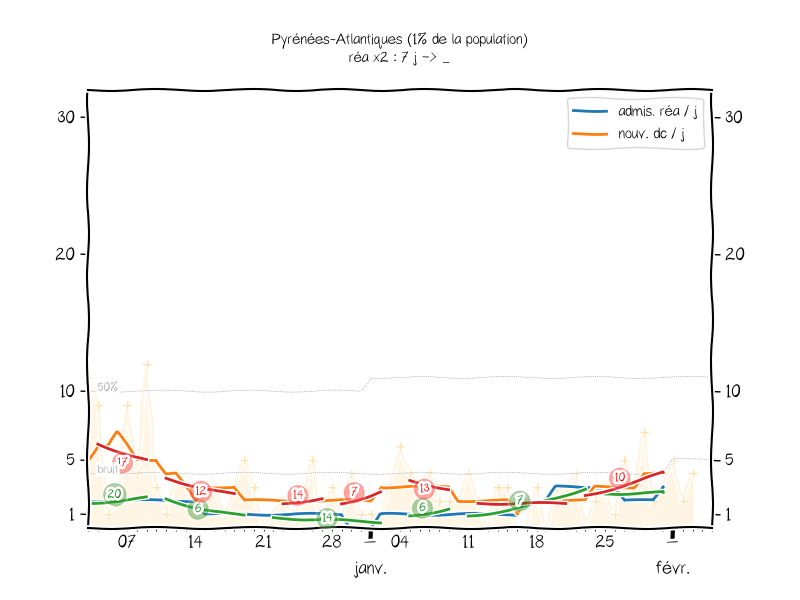 Pyrénées-Atlantiques (1% de la population)
réa x2 : 7 j -> _
admis. réa / j
nouv. dc / j
30 30
20 20
50%
10 10
bruit
5 5
1 1
17 12 14 7 13 10
20 6 14 6 7
07 14 21 28 _ 04 11 18 25 _
janv. févr.